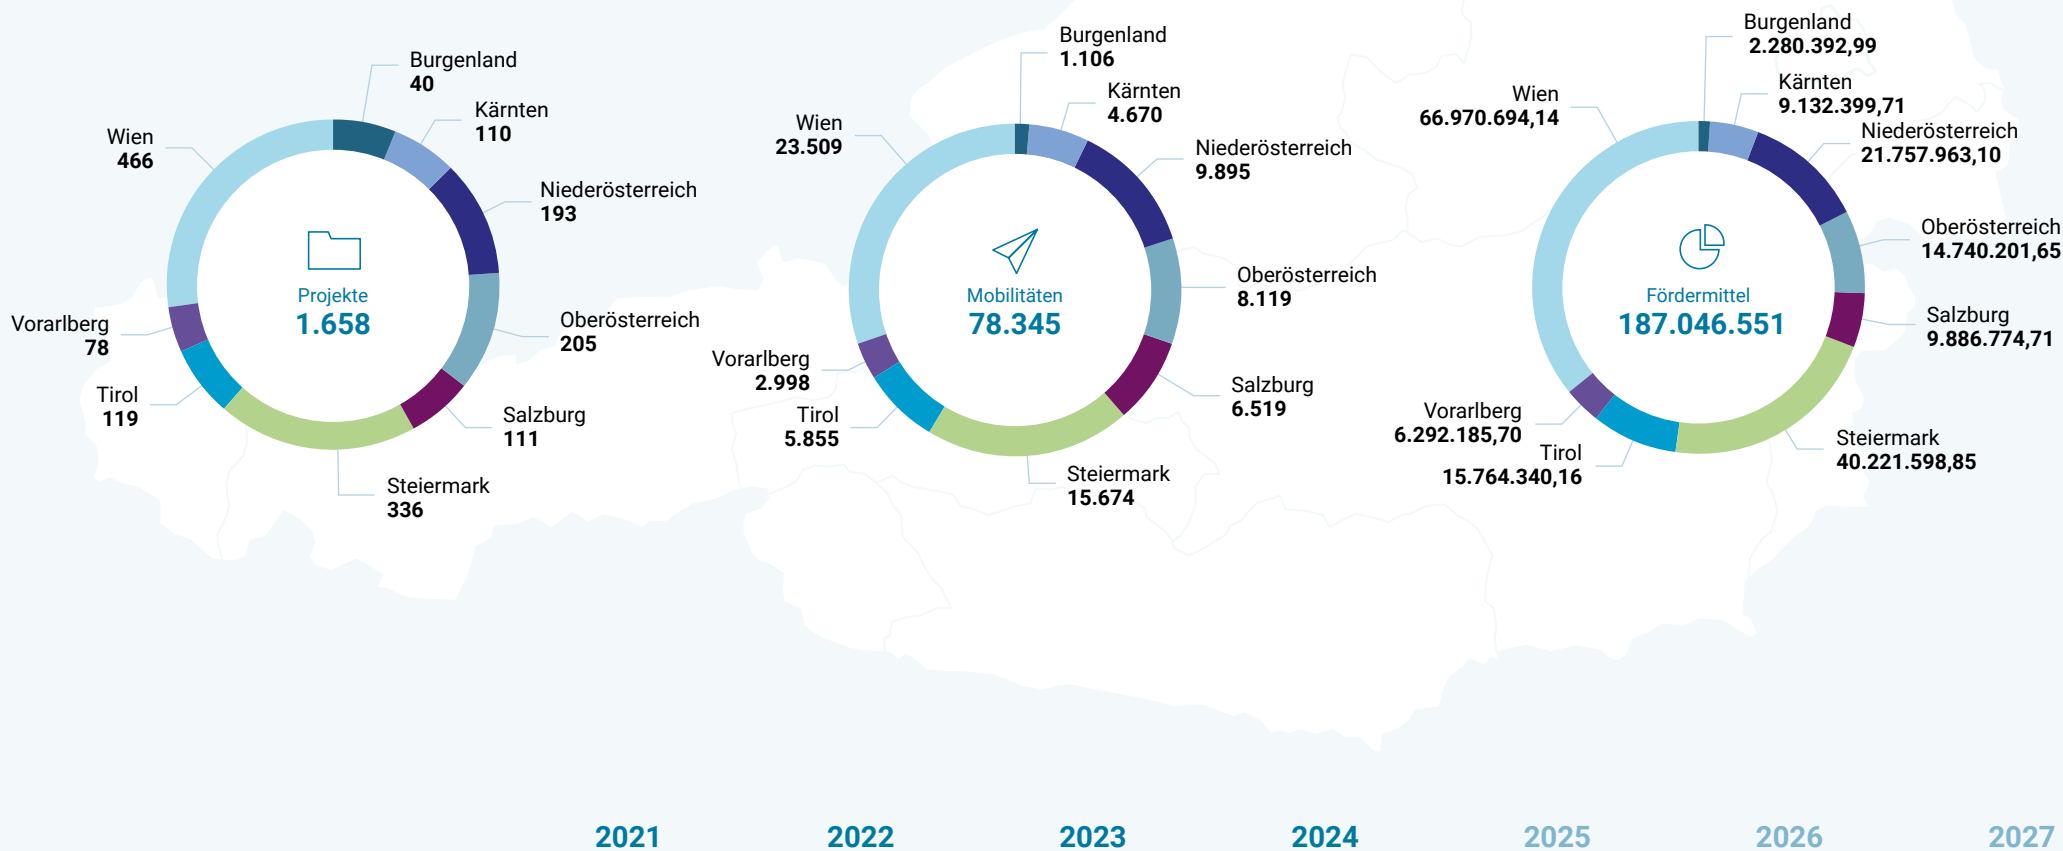 Burgenland
40
Kärnten
110
Niederösterreich
193
Oberösterreich
205
Salzburg
111
Steiermark
336
Tirol
119
Vorarlberg
78
Wien
466
Projekte
1.658
Burgenland
1.106
Kärnten
4.670
Niederösterreich
9.895
Oberösterreich
8.119
Salzburg
6.519
Steiermark
15.674
Tirol
5.855
Vorarlberg
2.998
Wien
23.509
Mobilitäten
78.345
Burgenland
2.280.392,99
Kärnten
9.132.399,71
Niederösterreich
21.757.963,10
Oberösterreich
14.740.201,65
Salzburg
9.886.774,71
Steiermark
40.221.598,85
Tirol
15.764.340,16
Vorarlberg
6.292.185,70
Wien
66.970.694,14
Fördermittel
187.046.551
2021
2022
2023
2024
2025
2026
2027